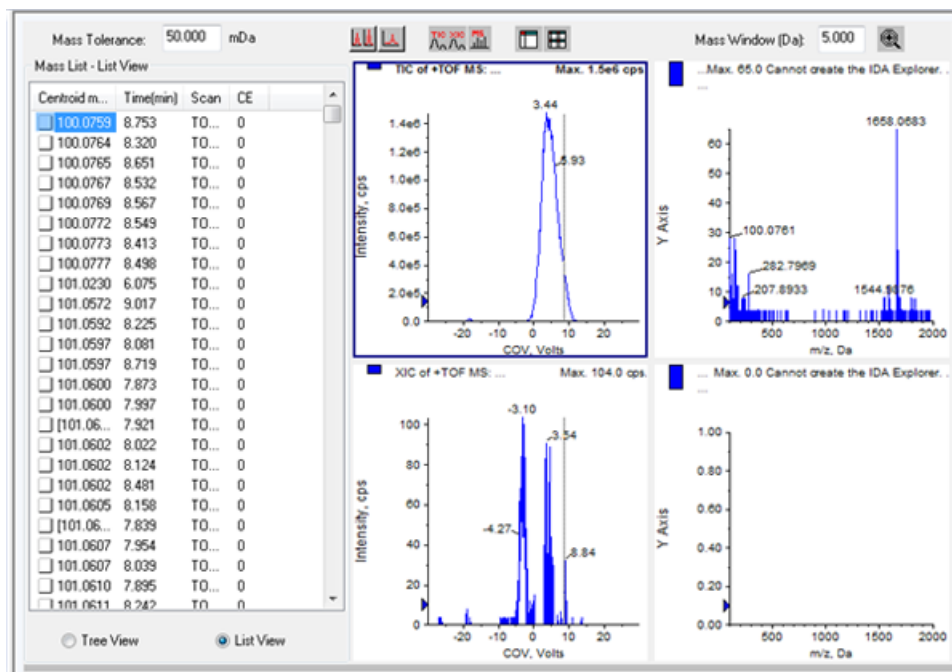 Mass Tolerance: 50.000 mDa
Mass Window (Da): 5.000
Mass List - List View
Centroid m... Time(min) Scan CE
100.0759 8.753 TO... 0
100.0764 8.320 TO... 0
100.0765 8.651 TO... 0
100.0767 8.532 TO... 0
100.0769 8.567 TO... 0
100.0772 8.549 TO... 0
100.0773 8.413 TO... 0
100.0777 8.498 TO... 0
101.0230 6.075 TO... 0
101.0572 9.017 TO... 0
101.0592 8.225 TO... 0
101.0597 8.081 TO... 0
101.0597 8.719 TO... 0
101.0600 7.873 TO... 0
101.0600 7.997 TO... 0
[101.06... 7.921 TO... 0
101.0602 8.022 TO... 0
101.0602 8.124 TO... 0
101.0602 8.481 TO... 0
101.0605 8.158 TO... 0
[101.06... 7.839 TO... 0
101.0607 7.954 TO... 0
101.0607 8.039 TO... 0
101.0610 7.895 TO... 0
101.0611 8.242 TO... 0
Tree View List View
TIC XIC MS
TIC of +TOF MS: ... Max. 1.5e6 cps
3.44
5.93
Intensity, cps
1.4e6
1.2e6
1.0e6
8.0e5
6.0e5
4.0e5
2.0e5
0.0
-20 -10 0 10 20
COV, Volts
...Max. 65.0 Cannot create the IDA Explorer. .
...
1658.0683
100.0761
282.7969
207.8933
Y Axis
60
50
40
30
20
10
0
500 1000 1500 2000
m/z, Da
XIC of +TOF MS: ... Max. 104.0 cps.
-3.10
3.54
-4.27
8.84
Intensity, cps
100
80
60
40
20
0
-20 -10 0 10 20
COV, Volts
... Max. 0.0 Cannot create the IDA Explorer. .
...
Y Axis
1.00
0.80
0.60
0.40
0.20
0.00
500 1000 1500 2000
m/z, Da